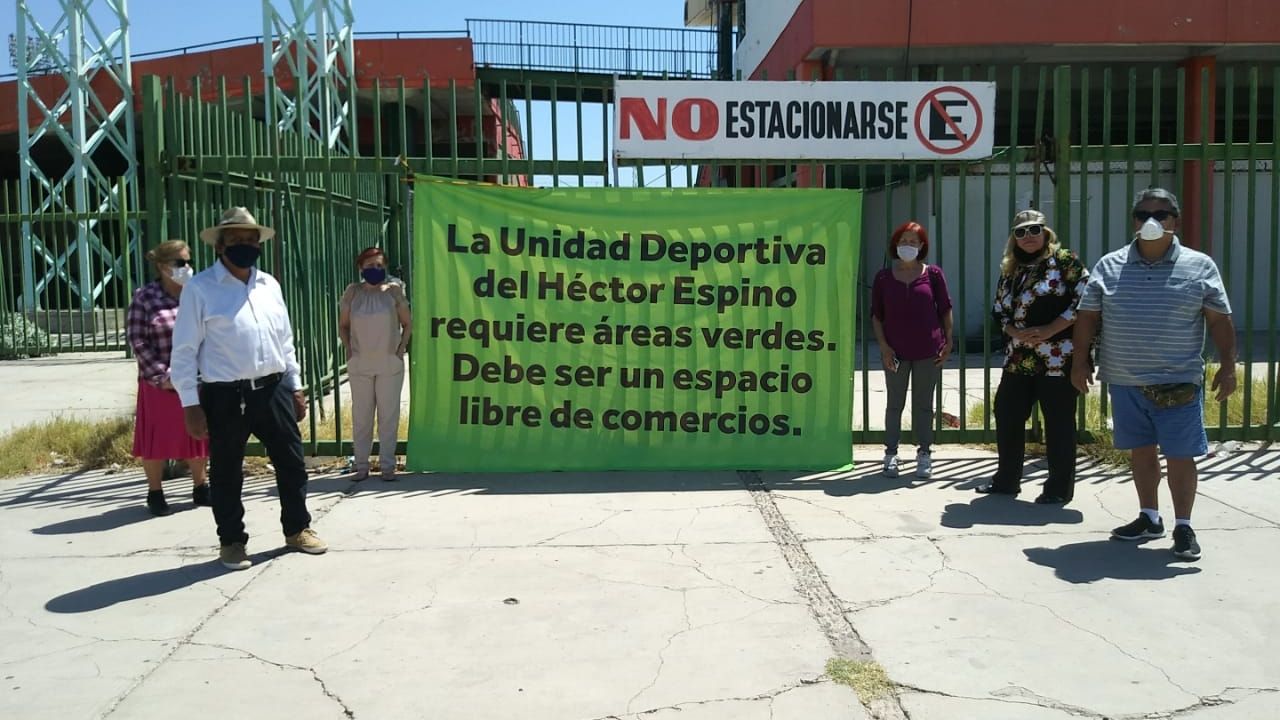 NO ESTACIONARSE E
La Unidad Deportiva
del Héctor Espino
requiere áreas verdes.
Debe ser un espacio
libre de comercios.